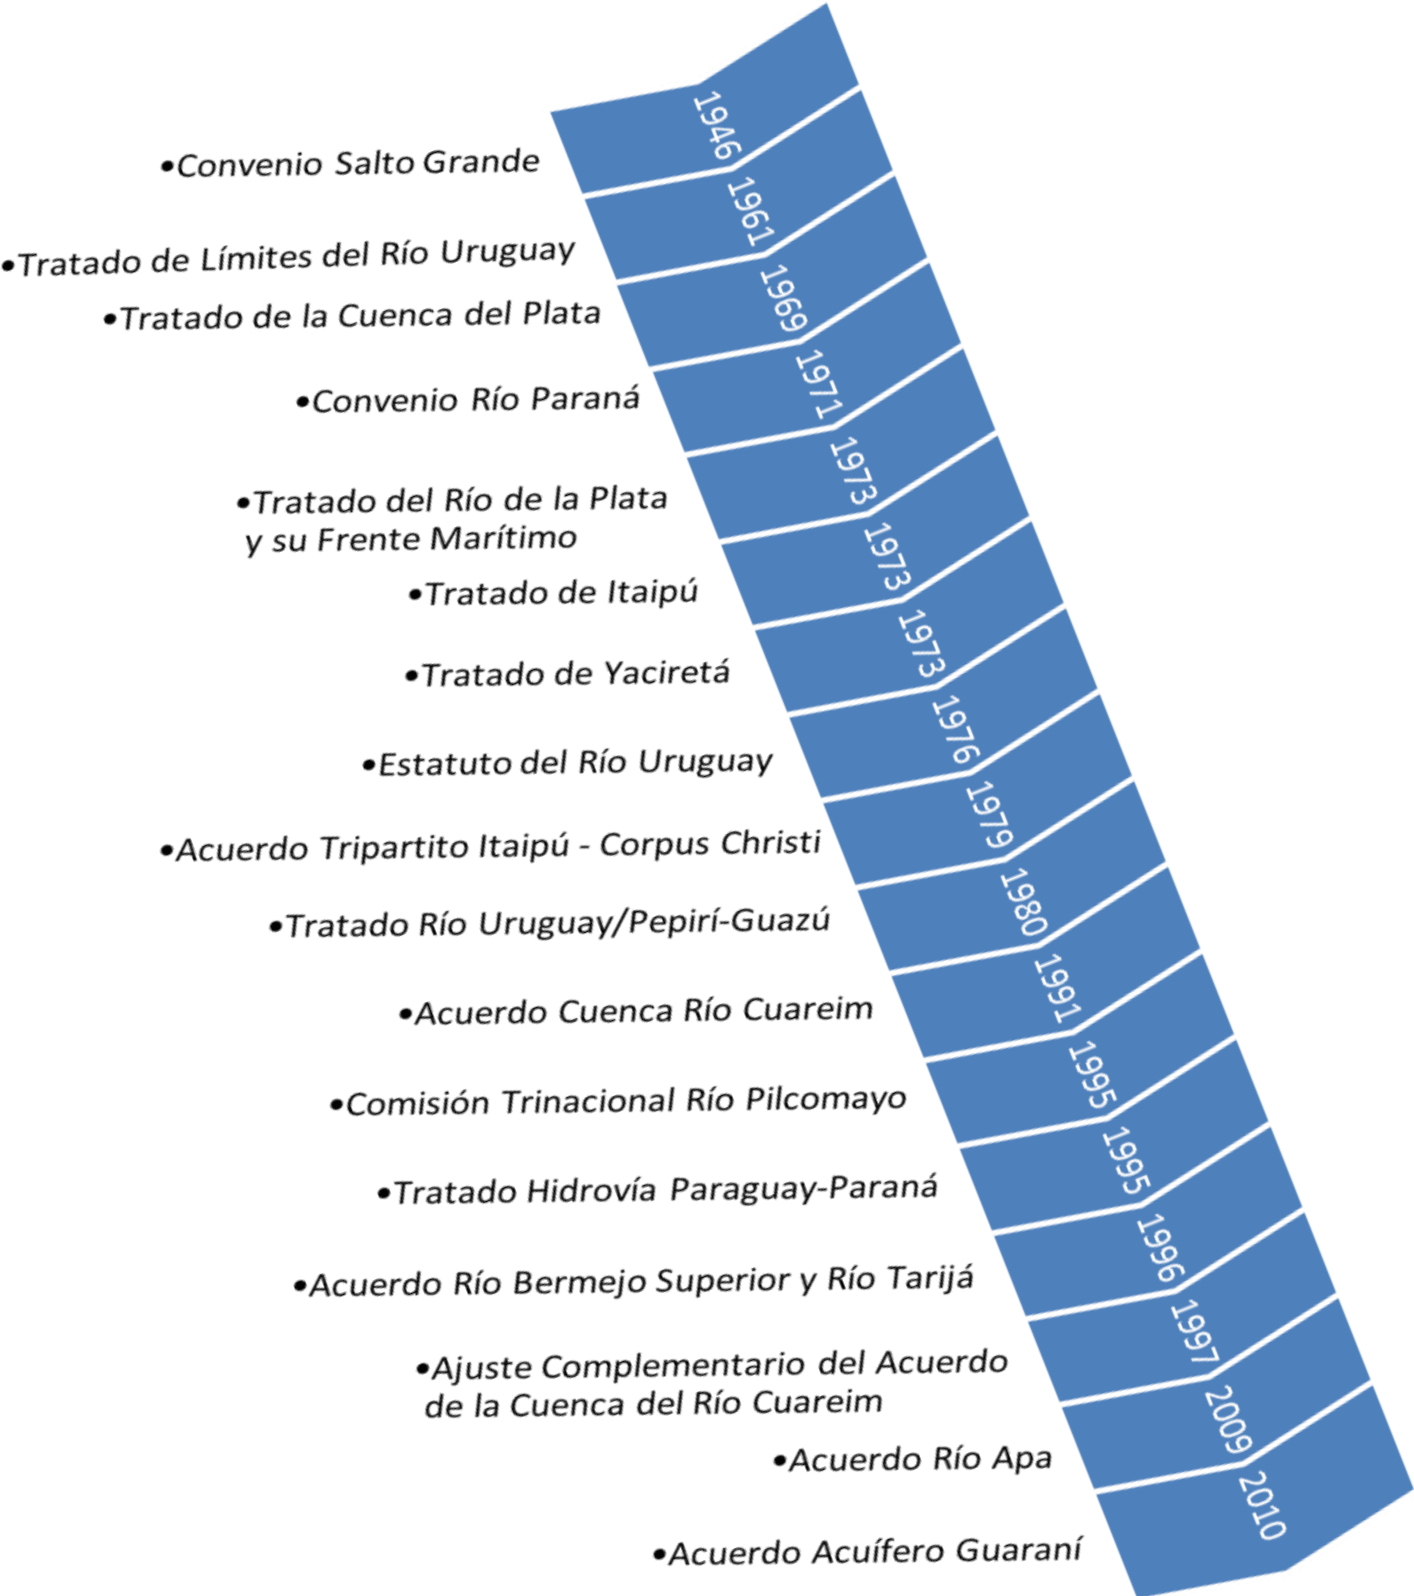 1946
•Convenio Salto Grande
1961
•Tratado de Límites del Río Uruguay
1969
•Tratado de la Cuenca del Plata
1971
•Convenio Río Paraná
1973
•Tratado del Río de la Plata
y su Frente Marítimo
1973
•Tratado de Itaipú
1973
•Tratado de Yaciretá
1976
•Estatuto del Río Uruguay
1979
•Acuerdo Tripartito Itaipú - Corpus Christi
1980
•Tratado Río Uruguay/Pepirí-Guazú
1991
•Acuerdo Cuenca Río Cuareim
1995
•Comisión Trinacional Río Pilcomayo
1995
•Tratado Hidrovía Paraguay-Paraná
1996
•Acuerdo Río Bermejo Superior y Río Tarijá
1997
•Ajuste Complementario del Acuerdo
de la Cuenca del Río Cuareim
2009
•Acuerdo Río Apa
2010
•Acuerdo Acuífero Guaraní